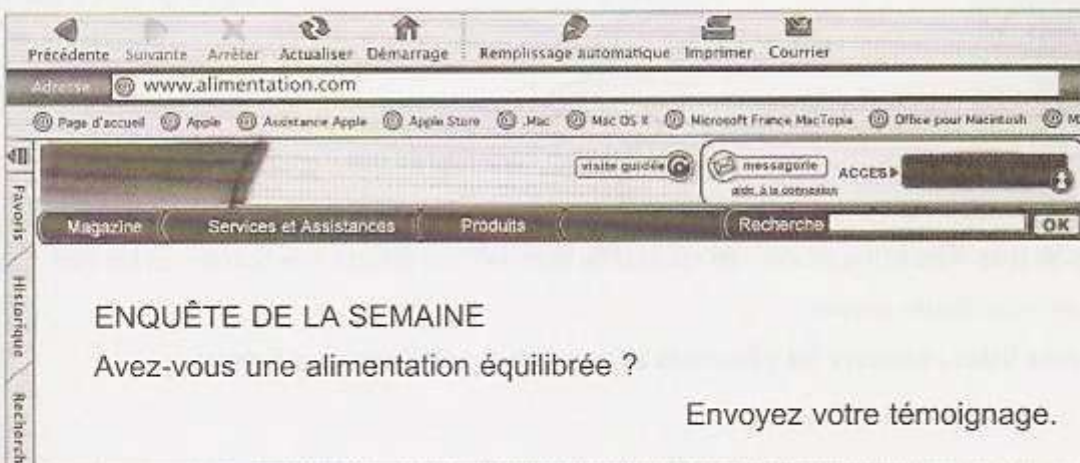 Précédente Suivante Arrêter Actualiser Démarrage Remplissage automatique Imprimer Courrier
Adresse www.alimentation.com
Page d'accueil Apple Assistance Apple Apple Store .Mac Mac OS X Microsoft France MacTopia Office pour Macintosh
visite guidée messagerie ACCES
aide à la connexion
Magazine Services et Assistances Produits Recherche OK
Favoris
Historique
Recherch
ENQUÊTE DE LA SEMAINE
Avez-vous une alimentation équilibrée ?
Envoyez votre témoignage.